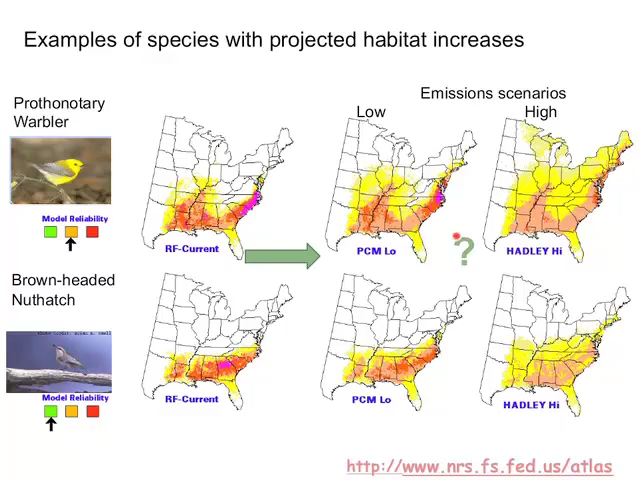 Examples of species with projected habitat increases
Emissions scenarios
Low
High
Prothonotary
Warbler
Model Reliability
RF-Current
PCM Lo
?
HADLEY Hi
Brown-headed
Nuthatch
Model Reliability
RF-Current
PCM Lo
HADLEY Hi
http://www.nrs.fs.fed.us/atlas